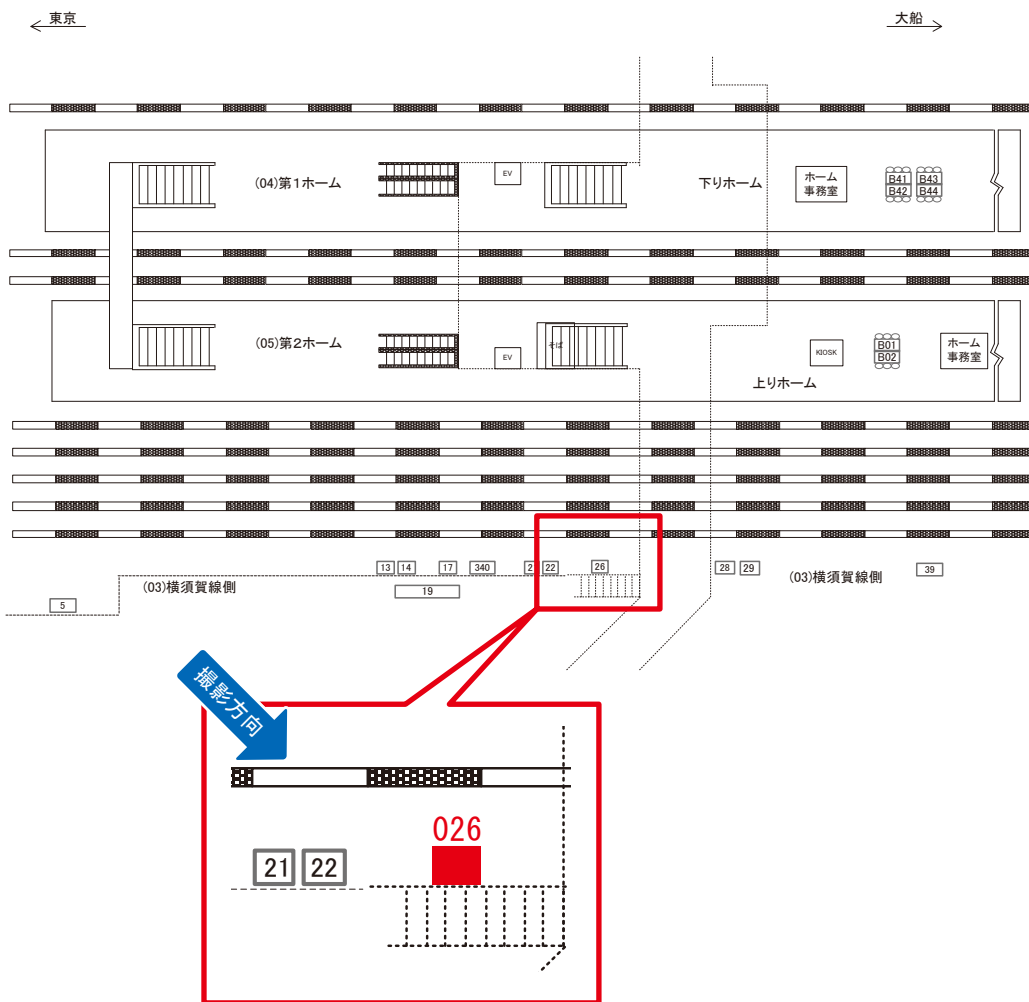 東京
大船
(04)第1ホーム
EV
下りホーム
ホーム
事務室
B41
B42
B43
B44
(05)第2ホーム
EV
そば
上りホーム
KIOSK
B01
B02
ホーム
事務室
13
14
17
340
21
22
26
28
29
(03)横須賀線側
39
(03)横須賀線側
19
5
撮影方向
026
21
22